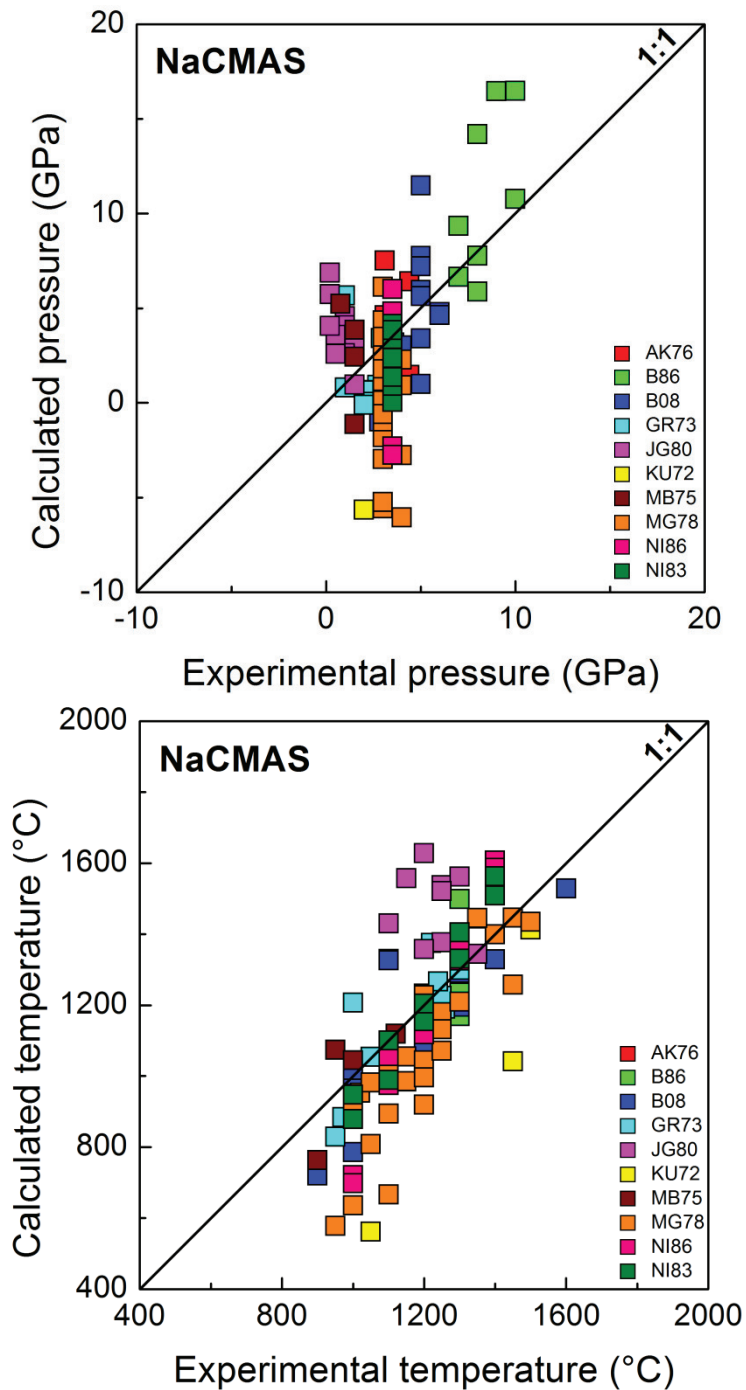 20
NaCMAS
1:1
10
0
-10
Calculated pressure (GPa)
AK76
B86
B08
GR73
JG80
KU72
MB75
MG78
NI86
NI83
-10
0
10
20
Experimental pressure (GPa)
2000
NaCMAS
1:1
1600
1200
800
400
Calculated temperature (°C)
AK76
B86
B08
GR73
JG80
KU72
MB75
MG78
NI86
NI83
400
800
1200
1600
2000
Experimental temperature (°C)